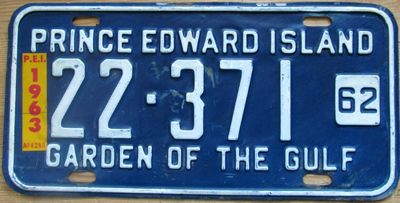 PRINCE EDWARD ISLAND
P.E.I.
1963
22-371
62
GARDEN OF THE GULF